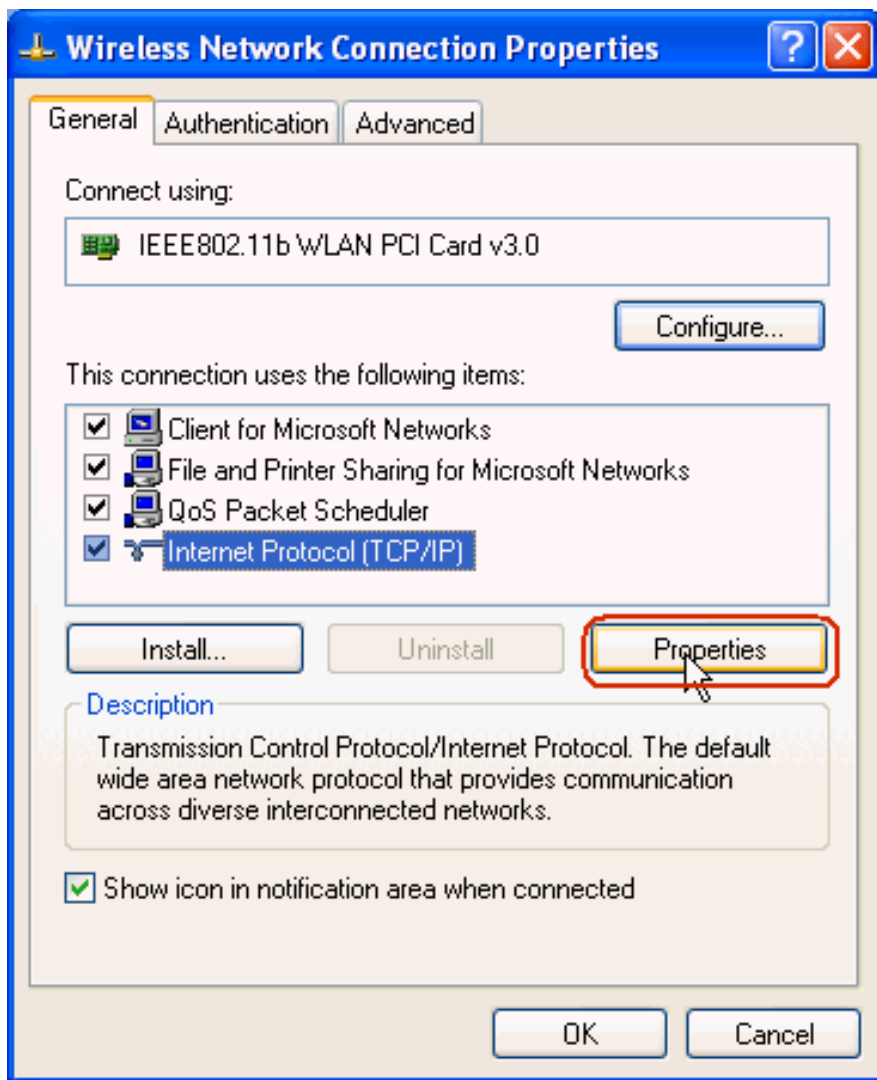 Wireless Network Connection Properties
General Authentication Advanced
Connect using:
IEEE802.11b WLAN PCI Card v3.0
Configure...
This connection uses the following items:
Client for Microsoft Networks
File and Printer Sharing for Microsoft Networks
QoS Packet Scheduler
Internet Protocol (TCP/IP)
Install... Uninstall Properties
Description
Transmission Control Protocol/Internet Protocol. The default
wide area network protocol that provides communication
across diverse interconnected networks.
Show icon in notification area when connected
OK Cancel